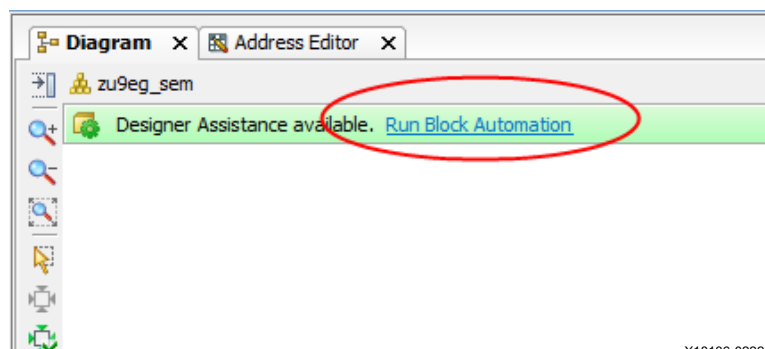 Diagram X Address Editor X
zu9eg_sem
Designer Assistance available. Run Block Automation